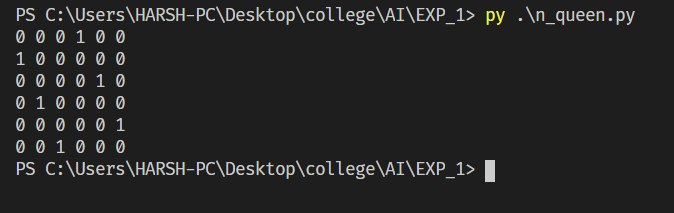 PS C:\Users\HARSH-PC\Desktop\college\AI\EXP_1> py .\n_queen.py
0 0 0 1 0 0
1 0 0 0 0 0
0 0 0 0 1 0
0 1 0 0 0 0
0 0 0 0 0 1
0 0 1 0 0 0
PS C:\Users\HARSH-PC\Desktop\college\AI\EXP_1>